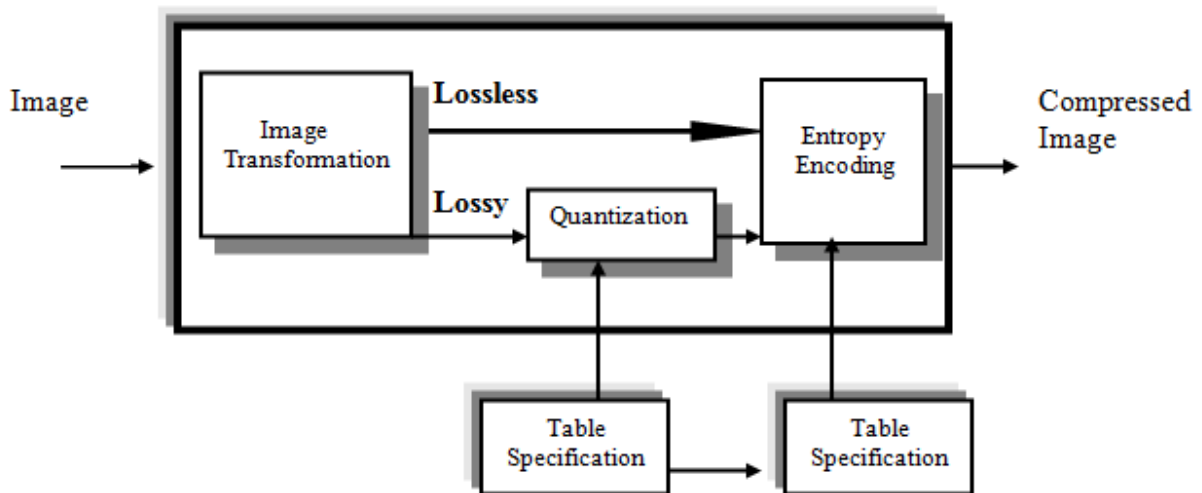 Image
Image
Transformation
Lossless
Lossy
Quantization
Entropy
Encoding
Compressed
Image
Table
Specification
Table
Specification